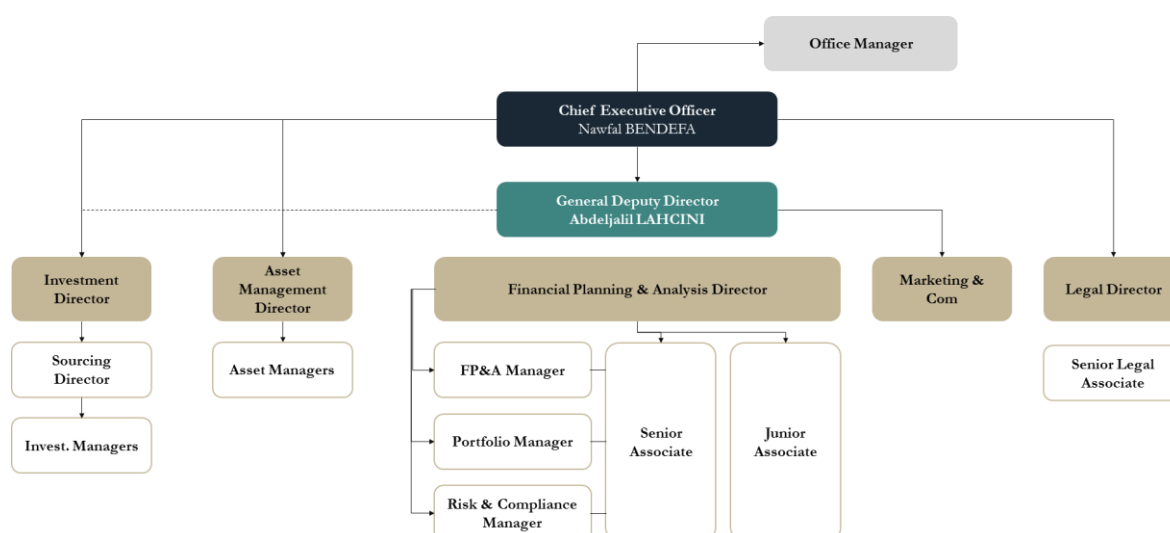 Office Manager
Chief Executive Officer
Nawfal BENDEFA
General Deputy Director
Abdeljalil LAHCINI
Investment
Director
Asset
Management
Director
Financial Planning & Analysis Director
Marketing &
Com
Legal Director
Sourcing
Director
Asset Managers
FP&A Manager
Senior Legal
Associate
Invest. Managers
Portfolio Manager
Senior
Associate
Junior
Associate
Risk & Compliance
Manager